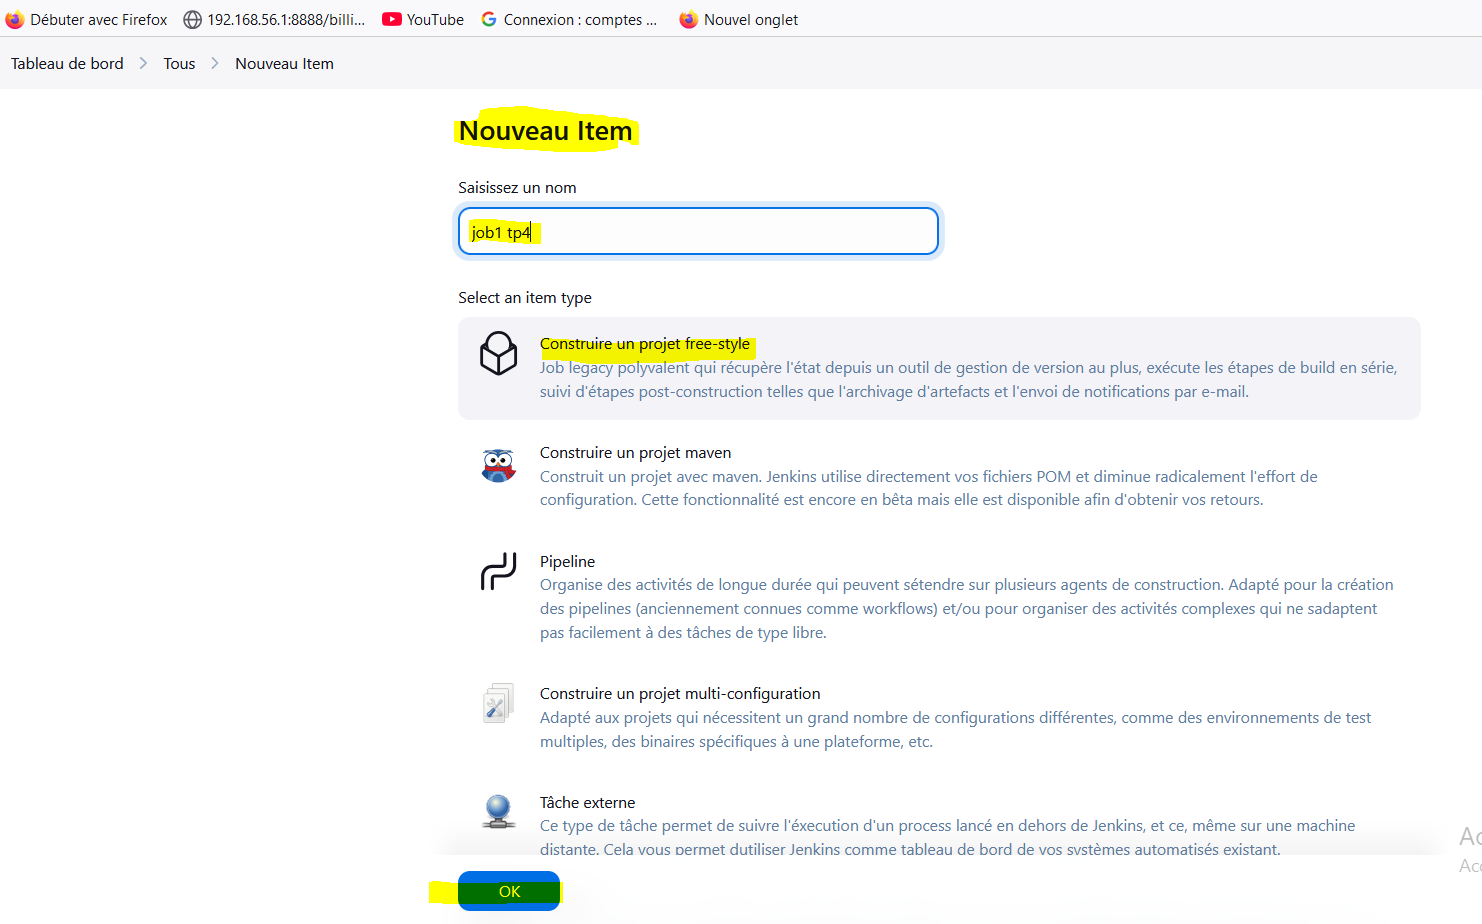 Débuter avec Firefox 192.168.56.1:8888/billi... YouTube Connexion : comptes ... Nouvel onglet
Tableau de bord > Tous > Nouveau Item
Nouveau Item
Saisissez un nom
job1 tp4
Select an item type
Construire un projet free-style
Job legacy polyvalent qui récupère l'état depuis un outil de gestion de version au plus, exécute les étapes de build en série,
suivi d'étapes post-construction telles que l'archivage d'artefacts et l'envoi de notifications par e-mail.
Construire un projet maven
Construit un projet avec maven. Jenkins utilise directement vos fichiers POM et diminue radicalement l'effort de
configuration. Cette fonctionnalité est encore en bêta mais elle est disponible afin d'obtenir vos retours.
Pipeline
Organise des activités de longue durée qui peuvent sétendre sur plusieurs agents de construction. Adapté pour la création
des pipelines (anciennement connues comme workflows) et/ou pour organiser des activités complexes qui ne sadaptent
pas facilement à des tâches de type libre.
Construire un projet multi-configuration
Adapté aux projets qui nécessitent un grand nombre de configurations différentes, comme des environnements de test
multiples, des binaires spécifiques à une plateforme, etc.
Tâche externe
Ce type de tâche permet de suivre l'éxecution d'un process lancé en dehors de Jenkins, et ce, même sur une machine
distante. Cela vous permet dutiliser Jenkins comme tableau de bord de vos systèmes automatisés existant.
OK